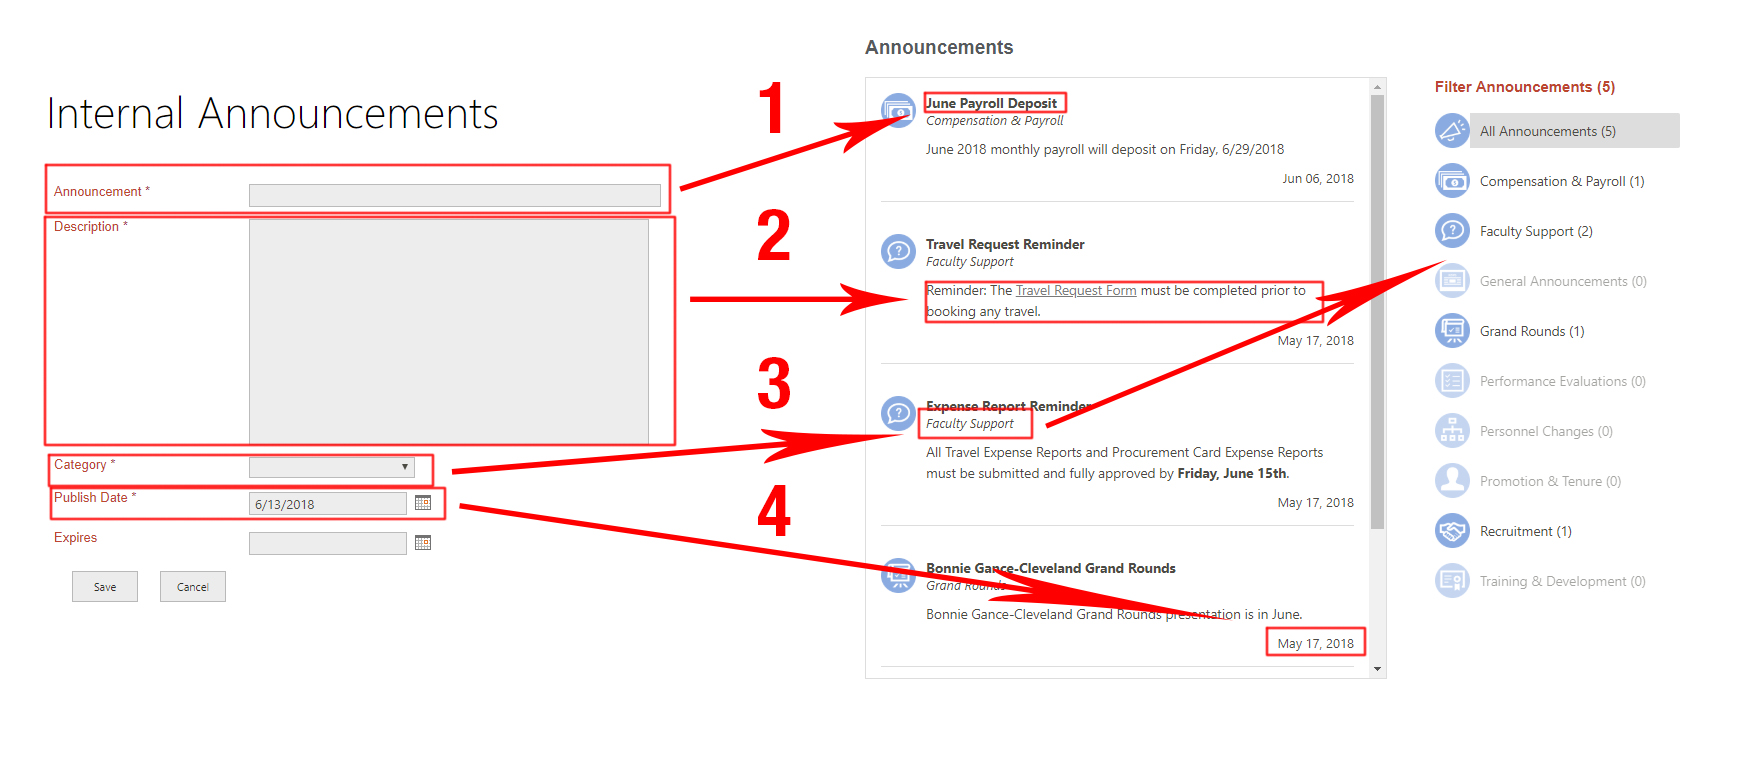 Internal Announcements
Announcement *
Description *
Category *
Publish Date *
6/13/2018
Expires
Save
Cancel
1
2
3
4
Announcements
June Payroll Deposit
Compensation & Payroll
June 2018 monthly payroll will deposit on Friday, 6/29/2018
Jun 06, 2018
Travel Request Reminder
Faculty Support
Reminder: The Travel Request Form must be completed prior to
booking any travel.
May 17, 2018
Expense Report Reminder
Faculty Support
All Travel Expense Reports and Procurement Card Expense Reports
must be submitted and fully approved by Friday, June 15th.
May 17, 2018
Bonnie Gance-Cleveland Grand Rounds
Grand Rounds
Bonnie Gance-Cleveland Grand Rounds presentation is in June.
May 17, 2018
Filter Announcements (5)
All Announcements (5)
Compensation & Payroll (1)
Faculty Support (2)
General Announcements (0)
Grand Rounds (1)
Performance Evaluations (0)
Personnel Changes (0)
Promotion & Tenure (0)
Recruitment (1)
Training & Development (0)